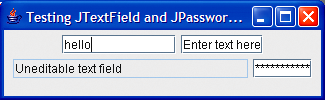 Testing JTextField and JPasswor...
hello Enter text here
Uneditable text field ***********